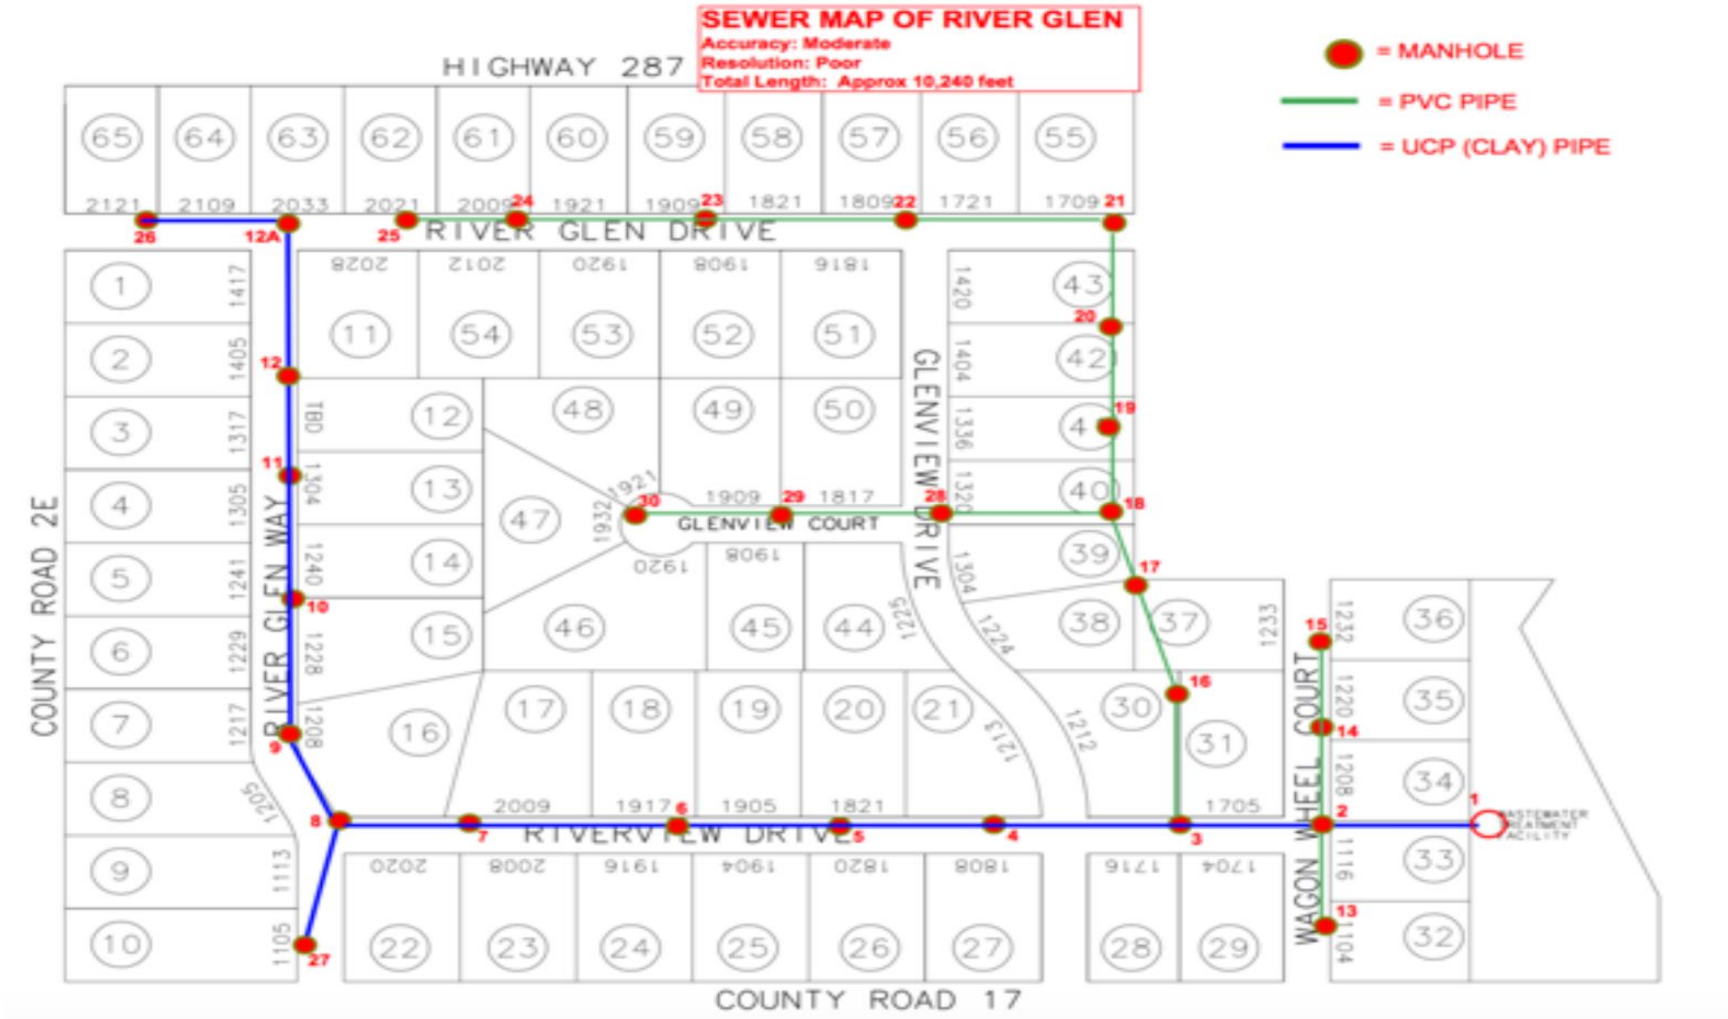 SEWER MAP OF RIVER GLEN
Accuracy: Moderate
Resolution: Poor
Total Length: Approx 10,240 feet
= MANHOLE
= PVC PIPE
= UCP (CLAY) PIPE
HIGHWAY 287
65 64 63 62 61 60 59 58 57 56 55
2121 2109 2033 2021 2009 1921 1909 1821 1809 1721 1709
26 12A 25 24 23 22 21
RIVER GLEN DRIVE
2028 2012 1920 1908 1816
1 1417
11 54 53 52 51
1420 43
20
2 1405
12
1404 42
3 1317
TBD 12
48 49 50
1336 4 19
11
4 1305
1304 13
47
1932 1921
30 1909 29 1817 28
1320 40 18
GLENVIEW COURT
GLENVIEW DRIVE
COUNTY ROAD 2E
RIVER GLEN WAY
5 1241
1240 14
1920 1908
1304 39 17
10
6 1229
1228 15
46 45 44
1225 1224
38 37 1233
15 1232 36
16
7 1217
9 1208
16
17 18 19 20 21
1213 1212
30 31
14 1220 35
WAGON WHEEL COURT
8 1205
2009 1917 1905 1821 1705
1208 34
8 7 6 5 4 3 2 1
RIVERVIEW DRIVE
WASTEWATER
TREATMENT
FACILITY
9 1113
2020 2008 1916 1904 1820 1808 1716 1704
1116 33
10 1105
27
22 23 24 25 26 27 28 29
13 1104 32
COUNTY ROAD 17